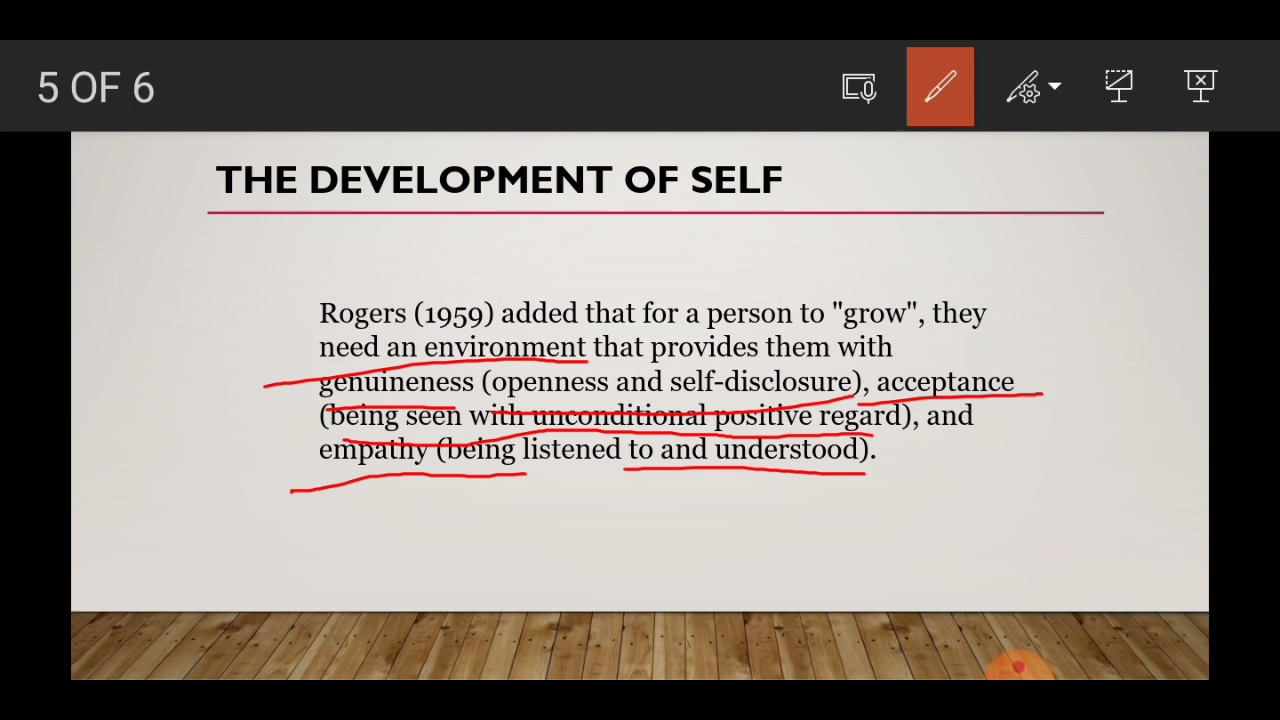 5 OF 6
THE DEVELOPMENT OF SELF
Rogers (1959) added that for a person to "grow", they
need an environment that provides them with
genuineness (openness and self-disclosure), acceptance
(being seen with unconditional positive regard), and
empathy (being listened to and understood).